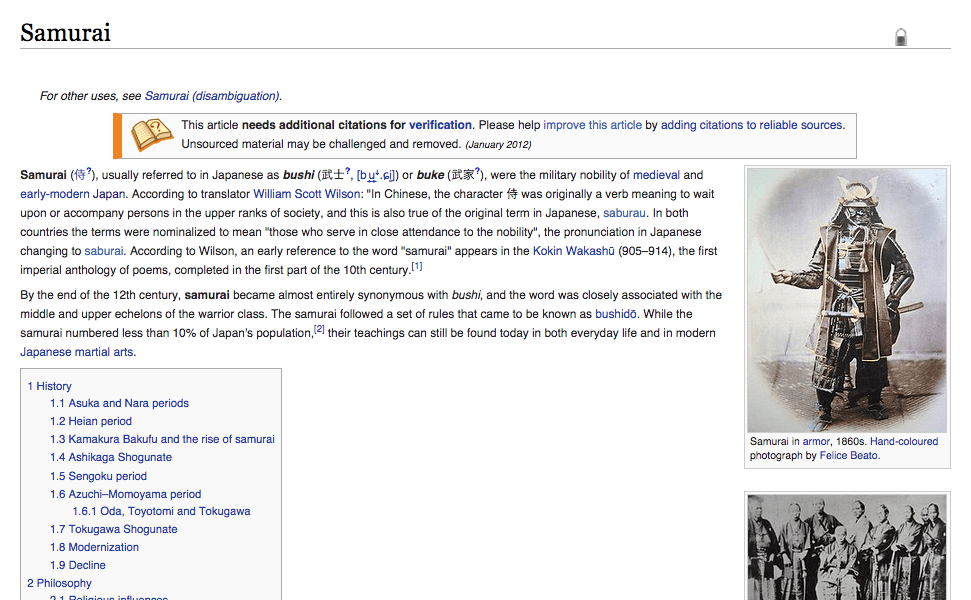 Samurai
For other uses, see Samurai (disambiguation).
This article needs additional citations for verification. Please help improve this article by adding citations to reliable sources.
Unsourced material may be challenged and removed. (January 2012)
Samurai (侍?), usually referred to in Japanese as bushi (武士?, [bɯ̟ᵝ.ɕi]) or buke (武家?), were the military nobility of medieval and
early-modern Japan. According to translator William Scott Wilson: "In Chinese, the character 侍 was originally a verb meaning to wait
upon or accompany persons in the upper ranks of society, and this is also true of the original term in Japanese, saburau. In both
countries the terms were nominalized to mean "those who serve in close attendance to the nobility", the pronunciation in Japanese
changing to saburai. According to Wilson, an early reference to the word "samurai" appears in the Kokin Wakashū (905–914), the first
imperial anthology of poems, completed in the first part of the 10th century.[1]
By the end of the 12th century, samurai became almost entirely synonymous with bushi, and the word was closely associated with the
middle and upper echelons of the warrior class. The samurai followed a set of rules that came to be known as bushidō. While the
samurai numbered less than 10% of Japan's population,[2] their teachings can still be found today in both everyday life and in modern
Japanese martial arts.
1 History
1.1 Asuka and Nara periods
1.2 Heian period
1.3 Kamakura Bakufu and the rise of samurai
1.4 Ashikaga Shogunate
1.5 Sengoku period
1.6 Azuchi–Momoyama period
1.6.1 Oda, Toyotomi and Tokugawa
1.7 Tokugawa Shogunate
1.8 Modernization
1.9 Decline
2 Philosophy
2.1 Religious influences
Samurai in armor, 1860s. Hand-coloured
photograph by Felice Beato.